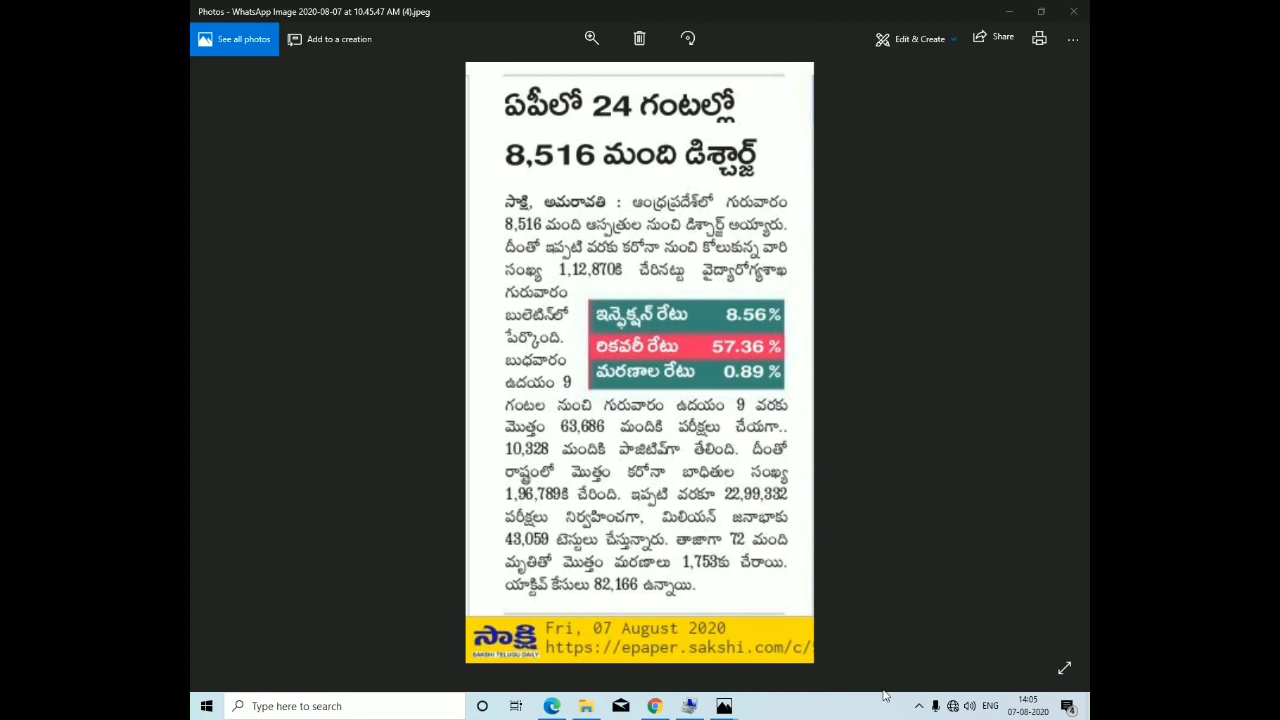 Photos - WhatsApp Image 2020-08-07 at 10.45.47 AM (4).jpeg
See all photos
Add to a creation
Edit & Create
Share
ఏపీలో 24 గంటల్లో
8,516 మంది డిశ్చార్జ్
సాక్షి, అమరావతి : ఆంధ్రప్రదేశ్‌లో గురువారం
8,516 మంది ఆస్పత్రుల నుంచి డిశ్చార్జ్ అయ్యారు.
దీంతో ఇప్పటి వరకు కరోనా నుంచి కోలుకున్న వారి
సంఖ్య 1,12,870కి చేరినట్టు వైద్యారోగ్యశాఖ
గురువారం
బులెటిన్‌లో
పేర్కొంది.
బుధవారం
ఉదయం 9
ఇన్ఫెక్షన్ రేటు 8.56 %
రికవరీ రేటు 57.36 %
మరణాల రేటు 0.89 %
గంటల నుంచి గురువారం ఉదయం 9 వరకు
మొత్తం 63,686 మందికి పరీక్షలు చేయగా..
10,328 మందికి పాజిటివ్‌గా తేలింది. దీంతో
రాష్ట్రంలో మొత్తం కరోనా బాధితుల సంఖ్య
1,96,789కి చేరింది. ఇప్పటి వరకూ 22,99,332
పరీక్షలు నిర్వహించగా, మిలియన్ జనాభాకు
43,059 టెస్టులు చేస్తున్నారు. తాజాగా 72 మంది
మృతితో మొత్తం మరణాలు 1,753కు చేరాయి.
యాక్టివ్ కేసులు 82,166 ఉన్నాయి.
సాక్షి
SAKSHI TELUGU DAILY
Fri, 07 August 2020
https://epaper.sakshi.com/c/
Type here to search
ENG
14:05
07-08-2020
4